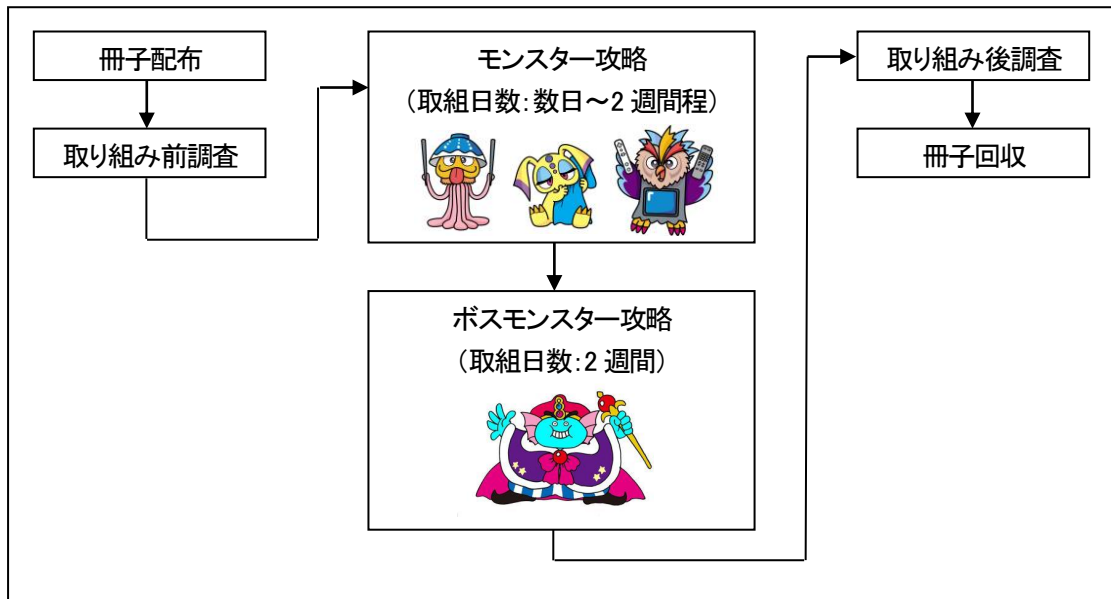 冊子配布
取り組み前調査
モンスター攻略
（取組日数：数日～2 週間程）
ボスモンスター攻略
（取組日数：2 週間）
取り組み後調査
冊子回収